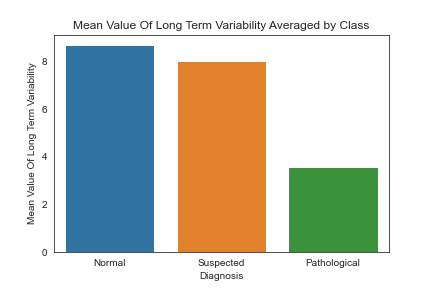 Mean Value Of Long Term Variability Averaged by Class
Mean Value Of Long Term Variability
8
6
4
2
0
Normal Suspected Pathological
Diagnosis